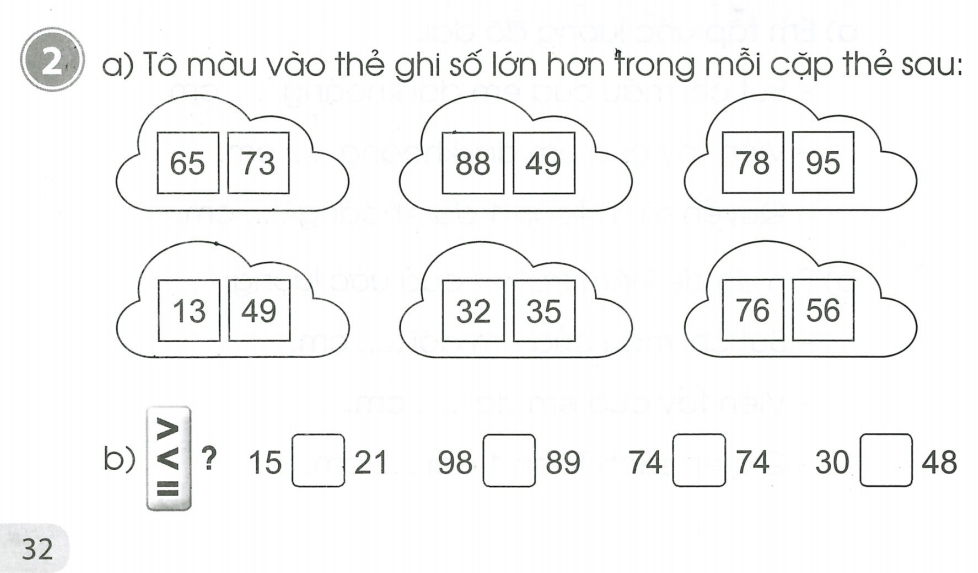 2 a) Tô màu vào thẻ ghi số lớn hơn trong mỗi cặp thẻ sau:
65 73 88 49 78 95
13 49 32 35 76 56
b) > < = ? 15 21 98 89 74 74 30 48
32